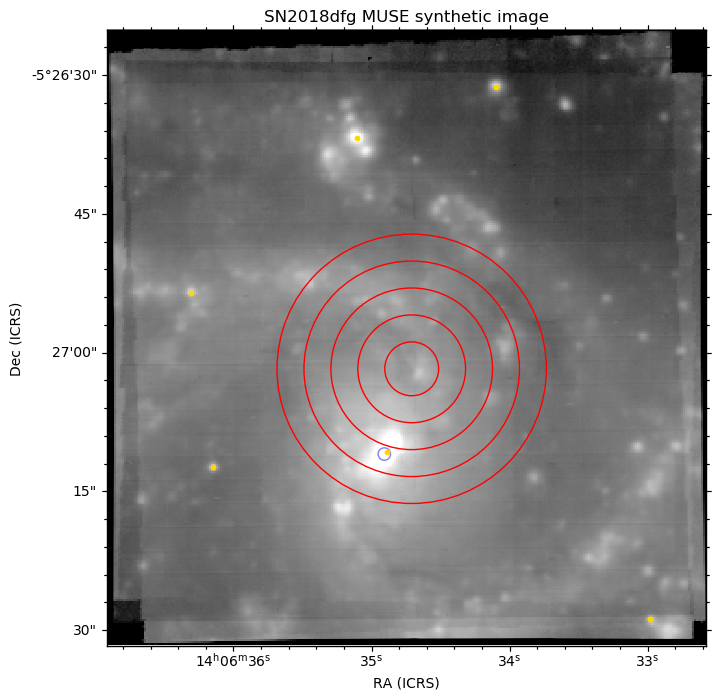 SN2018dfg MUSE synthetic image
-5°26'30"
45"
27'00"
15"
30"
Dec (ICRS)
14ʰ06ᵐ36ˢ
35ˢ
34ˢ
33ˢ
RA (ICRS)